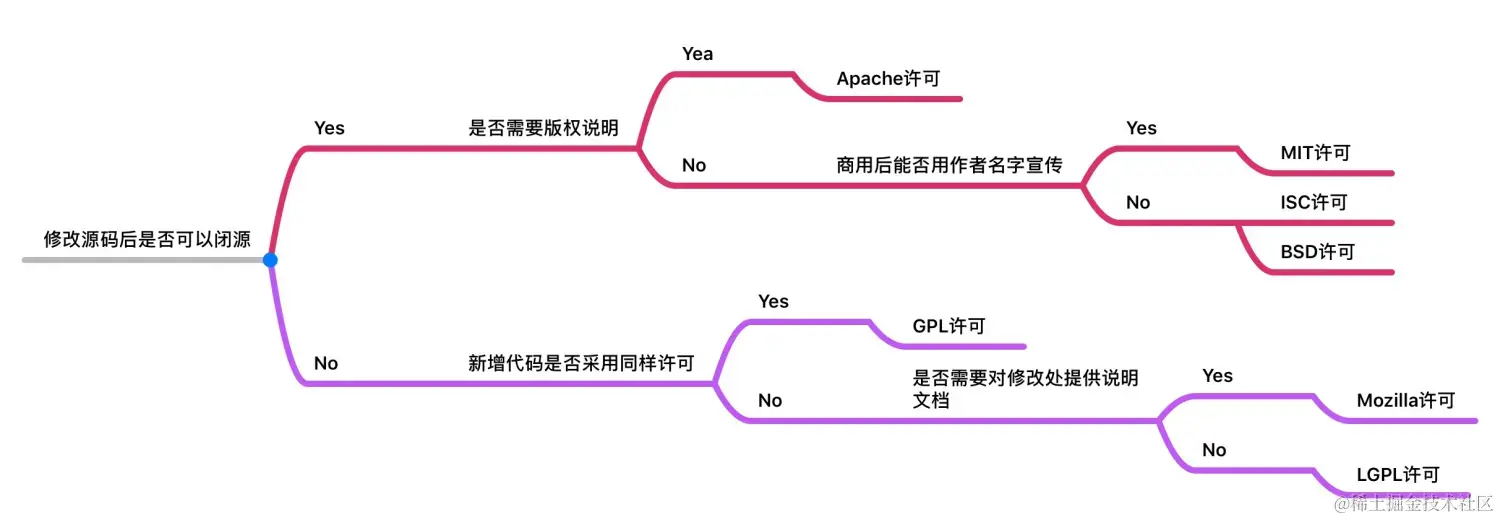 修改源码后是否可以闭源
Yes
是否需要版权说明
Yea
Apache许可
No
商用后能否用作者名字宣传
Yes
MIT许可
No
ISC许可
BSD许可
No
新增代码是否采用同样许可
Yes
GPL许可
No
是否需要对修改处提供说明
文档
Yes
Mozilla许可
No
LGPL许可
@稀土掘金技术社区